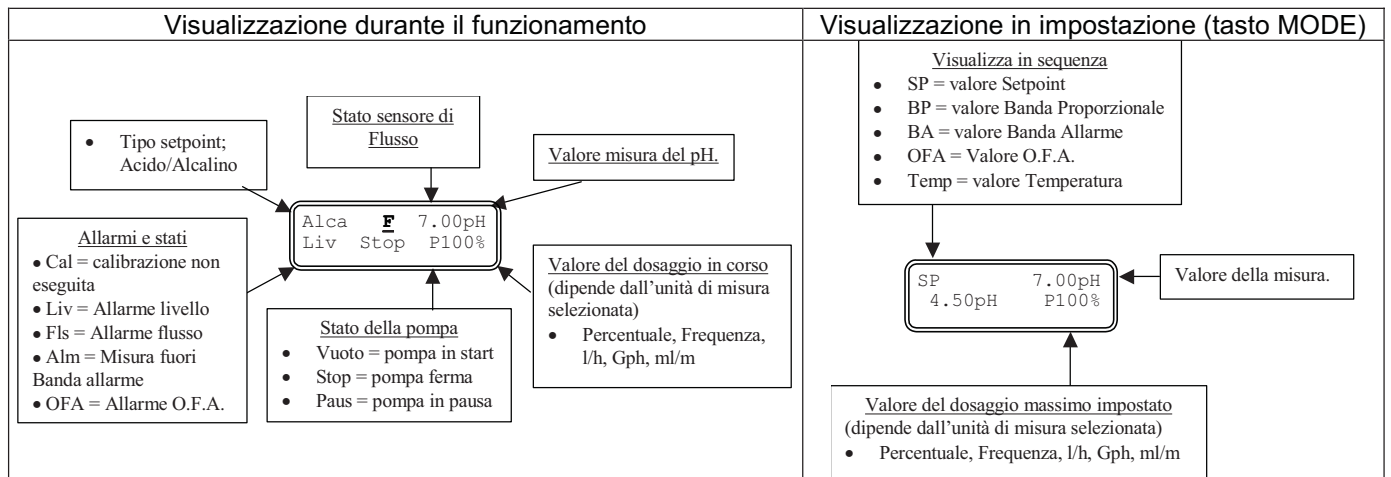 Visualizzazione durante il funzionamento
Visualizzazione in impostazione (tasto MODE)
• Tipo setpoint;
Acido/Alcalino
Stato sensore di
Flusso
Valore misura del pH.
Alca F 7.00pH
Liv Stop P100%
Allarmi e stati
• Cal = calibrazione non
eseguita
• Liv = Allarme livello
• Fls = Allarme flusso
• Alm = Misura fuori
Banda allarme
• OFA = Allarme O.F.A.
Stato della pompa
• Vuoto = pompa in start
• Stop = pompa ferma
• Paus = pompa in pausa
Valore del dosaggio in corso
(dipende dall’unità di misura
selezionata)
• Percentuale, Frequenza,
l/h, Gph, ml/m
Visualizza in sequenza
• SP = valore Setpoint
• BP = valore Banda Proporzionale
• BA = valore Banda Allarme
• OFA = Valore O.F.A.
• Temp = valore Temperatura
SP 7.00pH
4.50pH P100%
Valore della misura.
Valore del dosaggio massimo impostato
(dipende dall’unità di misura selezionata)
• Percentuale, Frequenza, l/h, Gph, ml/m